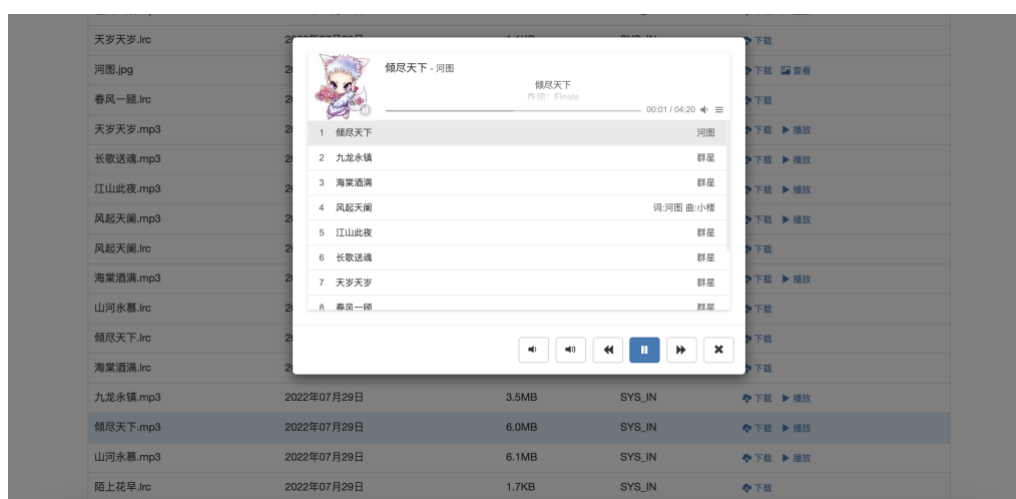 天岁天岁.lrc
下载
河图.jpg
下载 查看
春风一顾.lrc
下载
天岁天岁.mp3
下载 播放
长歌送魂.mp3
下载 播放
江山此夜.mp3
下载 播放
风起天阑.mp3
下载 播放
风起天阑.lrc
下载
海棠酒满.mp3
下载 播放
山河永慕.lrc
下载
倾尽天下.lrc
下载
海棠酒满.lrc
下载
倾尽天下 - 河图
倾尽天下
作词：Finale
00:01 / 04:20
1 倾尽天下 河图
2 九龙永镇 群星
3 海棠酒满 群星
4 风起天阑 词:河图 曲:小楼
5 江山此夜 群星
6 长歌送魂 群星
7 天岁天岁 群星
8 春风一顾 群星
九龙永镇.mp3 2022年07月29日 3.5MB SYS_IN 下载 播放
倾尽天下.mp3 2022年07月29日 6.0MB SYS_IN 下载 播放
山河永慕.mp3 2022年07月29日 6.1MB SYS_IN 下载 播放
陌上花早.lrc 2022年07月29日 1.7KB SYS_IN 下载